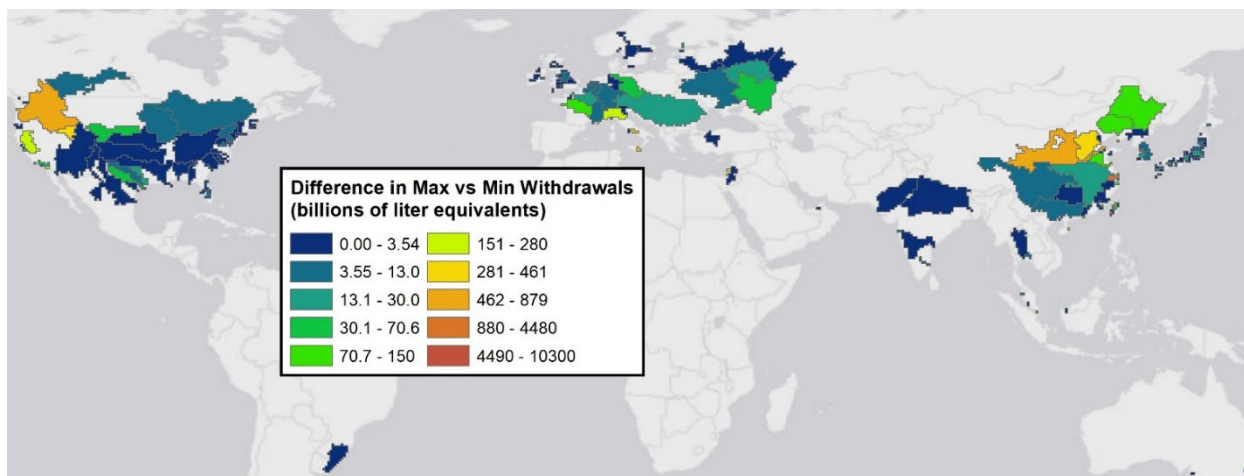 Difference in Max vs Min Withdrawals
(billions of liter equivalents)
0.00 - 3.54 151 - 280
3.55 - 13.0 281 - 461
13.1 - 30.0 462 - 879
30.1 - 70.6 880 - 4480
70.7 - 150 4490 - 10300